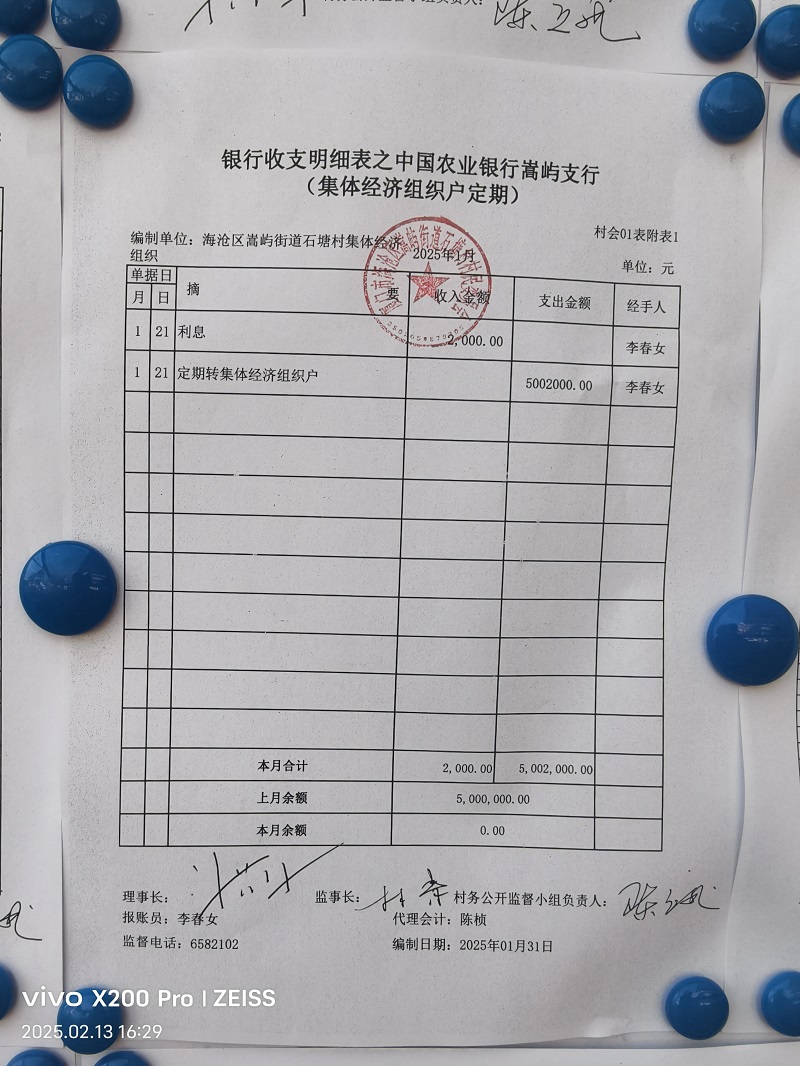 银行收支明细表之中国农业银行嵩屿支行
（集体经济组织户定期）
村会01表附表1
编制单位：海沧区嵩屿街道石塘村集体经济
组织
2025年1月
单位：元
单据日
月 日 摘 要 收入金额 支出金额 经手人
1 21 利息 2,000.00 李春女
1 21 定期转集体经济组织户 5002000.00 李春女
本月合计 2,000.00 5,002,000.00
上月余额 5,000,000.00
本月余额 0.00
理事长： 监事长： 村务公开监督小组负责人：
报账员：李春女 代理会计：陈桢
监督电话：6582102 编制日期：2025年01月31日
vivo X200 Pro | ZEISS
2025.02.13 16:29